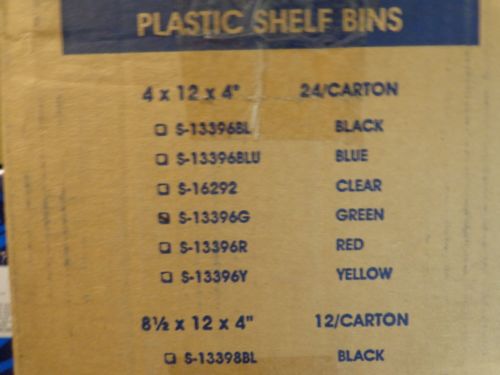 PLASTIC SHELF BINS
4 x 12 x 4" 24/CARTON
S-13396BL BLACK
S-13396BLU BLUE
S-16292 CLEAR
S-13396G GREEN
S-13396R RED
S-13396Y YELLOW
8½ x 12 x 4" 12/CARTON
S-13398BL BLACK